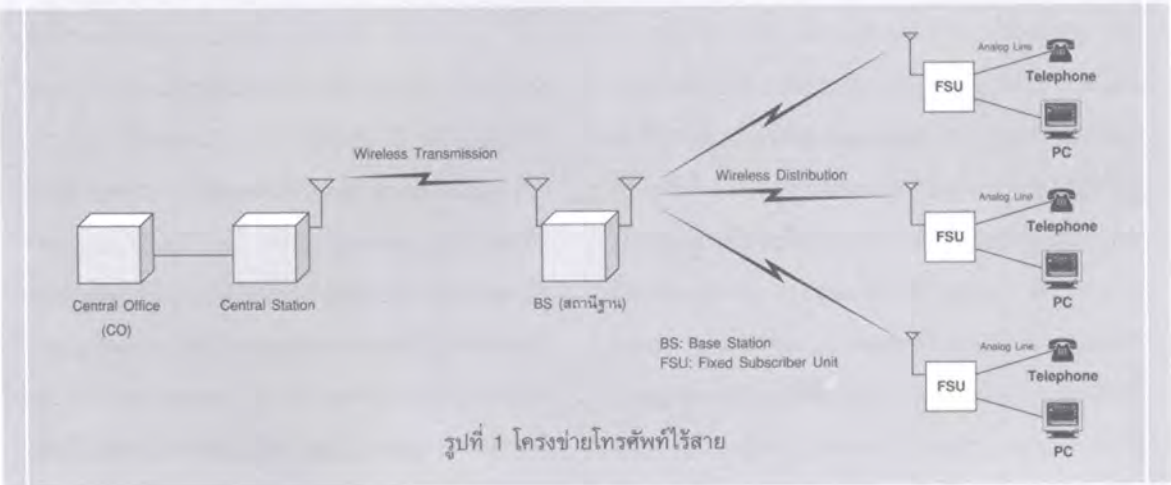 Analog Line
Telephone
FSU
PC
Wireless Transmission
Wireless Distribution
Analog Line
Telephone
FSU
PC
Central Office
(CO)
Central Station
BS (สถานีฐาน)
BS: Base Station
FSU: Fixed Subscriber Unit
Analog Line
Telephone
FSU
PC
รูปที่ 1 โครงข่ายโทรศัพท์ไร้สาย